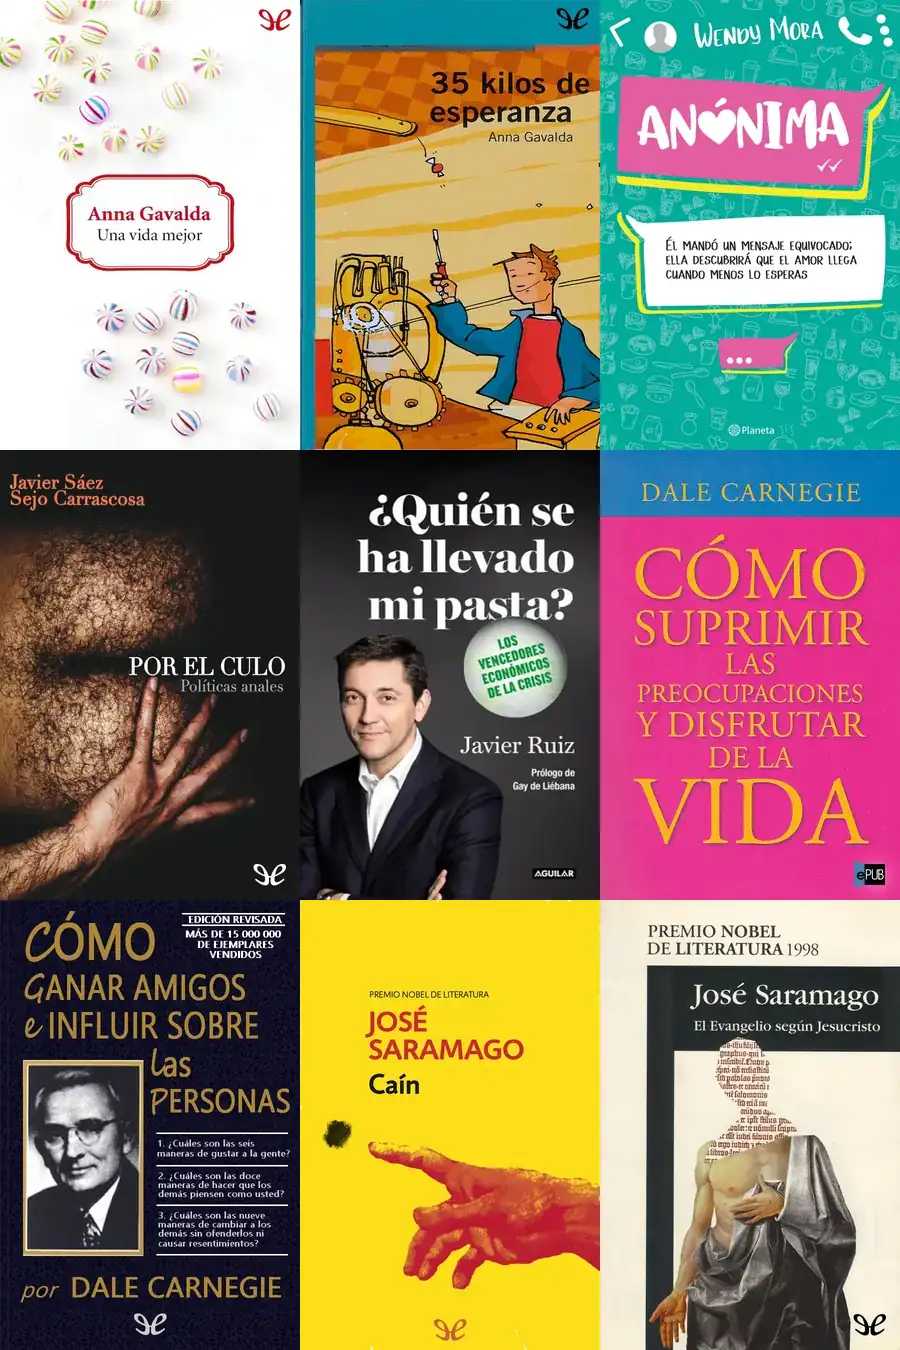 Anna Gavalda
Una vida mejor
35 kilos de
esperanza
Anna Gavalda
WENDY MORA
ANÓNIMA
ÉL MANDÓ UN MENSAJE EQUIVOCADO;
ELLA DESCUBRIRÁ QUE EL AMOR LLEGA
CUANDO MENOS LO ESPERAS
Planeta
Javier Sáez
Sejo Carrascosa
POR EL CULO
Políticas anales
¿Quién se
ha llevado
mi pasta?
LOS
VENCEDORES
ECONÓMICOS
DE LA CRISIS
Javier Ruiz
Prólogo de
Gay de Liébana
AGUILAR
DALE CARNEGIE
CÓMO
SUPRIMIR
LAS
PREOCUPACIONES
Y DISFRUTAR
DE LA
VIDA
ePUB
CÓMO
GANAR AMIGOS
e INFLUIR SOBRE
las
PERSONAS
EDICIÓN REVISADA
MÁS DE 15 000 000
DE EJEMPLARES
VENDIDOS
1. ¿Cuáles son las seis
maneras de gustar a la gente?
2. ¿Cuáles son las doce
maneras de hacer que los
demás piensen como usted?
3. ¿Cuáles son las nueve
maneras de cambiar a los
demás sin ofenderlos ni
causar resentimientos?
por DALE CARNEGIE
PREMIO NOBEL DE LITERATURA
JOSÉ
SARAMAGO
Caín
PREMIO NOBEL
DE LITERATURA 1998
José Saramago
El Evangelio según Jesucristo